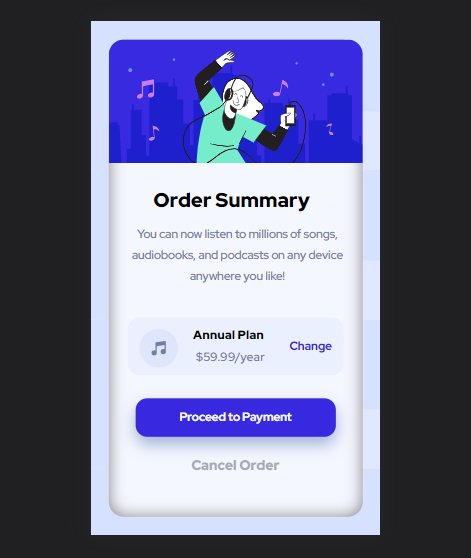 Order Summary
You can now listen to millions of songs,
audiobooks, and podcasts on any device
anywhere you like!
Annual Plan
$59.99/year
Change
Proceed to Payment
Cancel Order